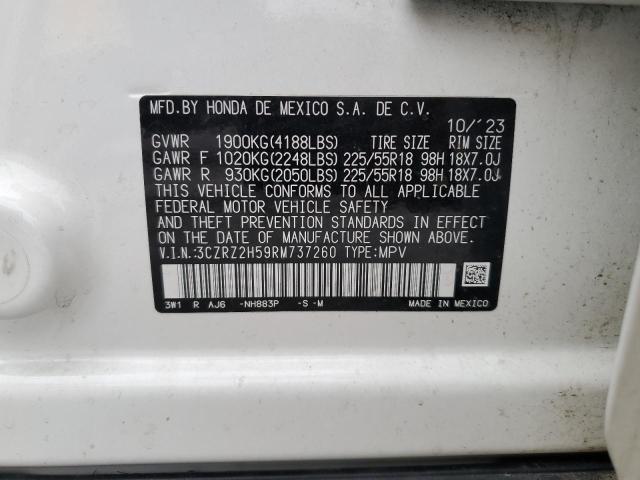 MFD.BY HONDA DE MEXICO S.A. DE C.V.
10/'23
GVWR 1900KG(4188LBS) TIRE SIZE RIM SIZE
GAWR F 1020KG(2248LBS) 225/55R18 98H 18X7.0J
GAWR R 930KG(2050LBS) 225/55R18 98H 18X7.0J
THIS VEHICLE CONFORMS TO ALL APPLICABLE
FEDERAL MOTOR VEHICLE SAFETY
AND THEFT PREVENTION STANDARDS IN EFFECT
ON THE DATE OF MANUFACTURE SHOWN ABOVE.
V.I.N.:3CZRZ2H59RM737260 TYPE:MPV
3W1 R AJ6 -NH883P -S -M MADE IN MEXICO